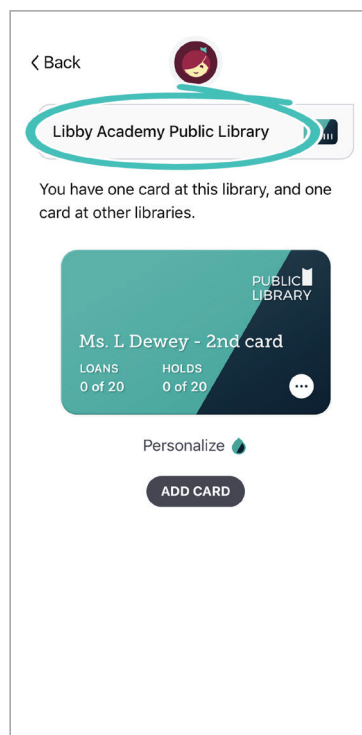 Back
Libby Academy Public Library
You have one card at this library, and one
card at other libraries.
PUBLIC
LIBRARY
Ms. L Dewey - 2nd card
LOANS HOLDS
0 of 20 0 of 20
Personalize
ADD CARD